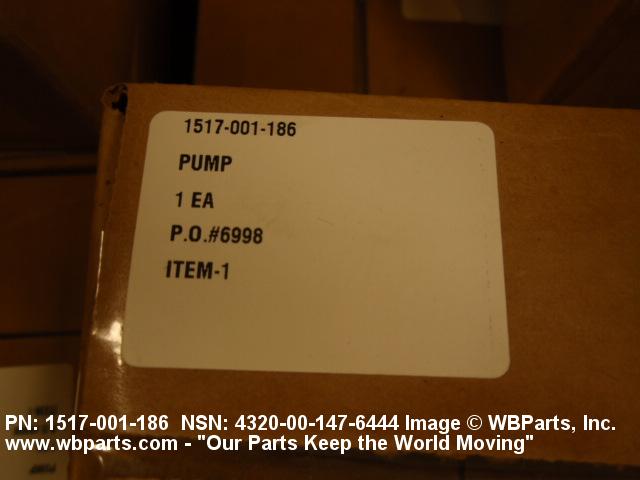 1517-001-186
PUMP
1 EA
P.O.#6998
ITEM-1
PUMP
PN: 1517-001-186 NSN: 4320-00-147-6444 Image © WBParts, Inc.
www.wbparts.com - "Our Parts Keep the World Moving"